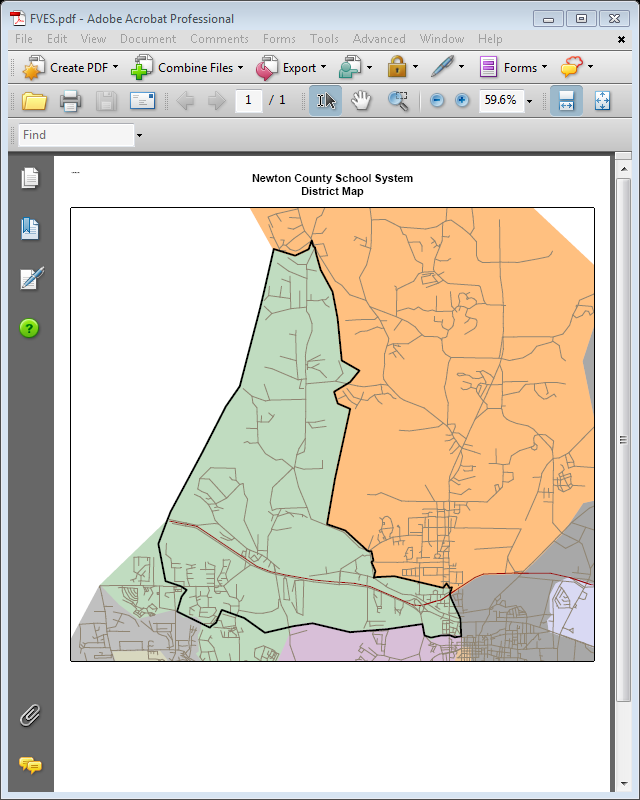 FVES.pdf - Adobe Acrobat Professional
File Edit View Document Comments Forms Tools Advanced Window Help
Create PDF Combine Files Export Forms
1 / 1 59.6%
Find
Newton County School System
District Map